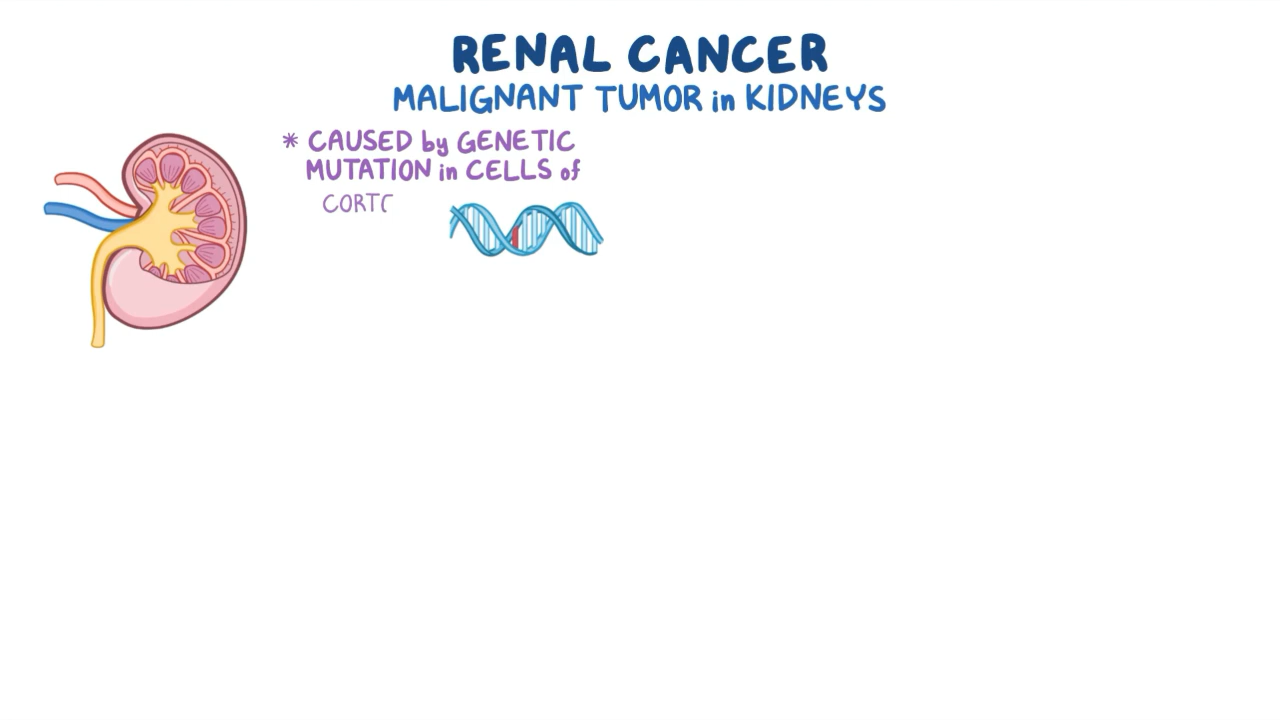 RENAL CANCER
MALIGNANT TUMOR in KIDNEYS
* CAUSED by GENETIC
MUTATION in CELLS of